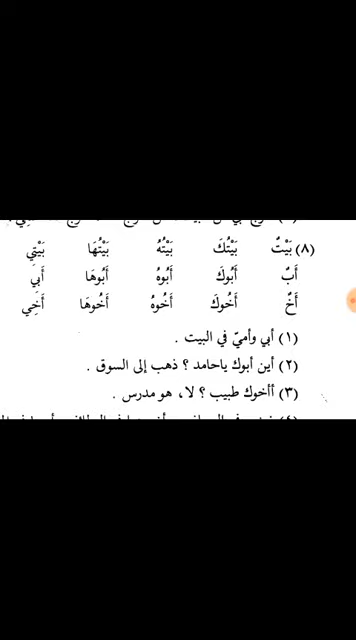 (٨) بَيْتٌ بَيْتُكَ بَيْتُهُ بَيْتُهَا بَيْتِي
أَبٌ أَبُوكَ أَبُوهُ أَبُوهَا أَبِي
أَخٌ أَخُوكَ أَخُوهُ أَخُوهَا أَخِي
(١) أبي وأميّ في البيت .
(٢) أين أبوك ياحامد ؟ ذهب إلى السوق .
(٣) أأخوك طبيب ؟ لا، هو مدرس .